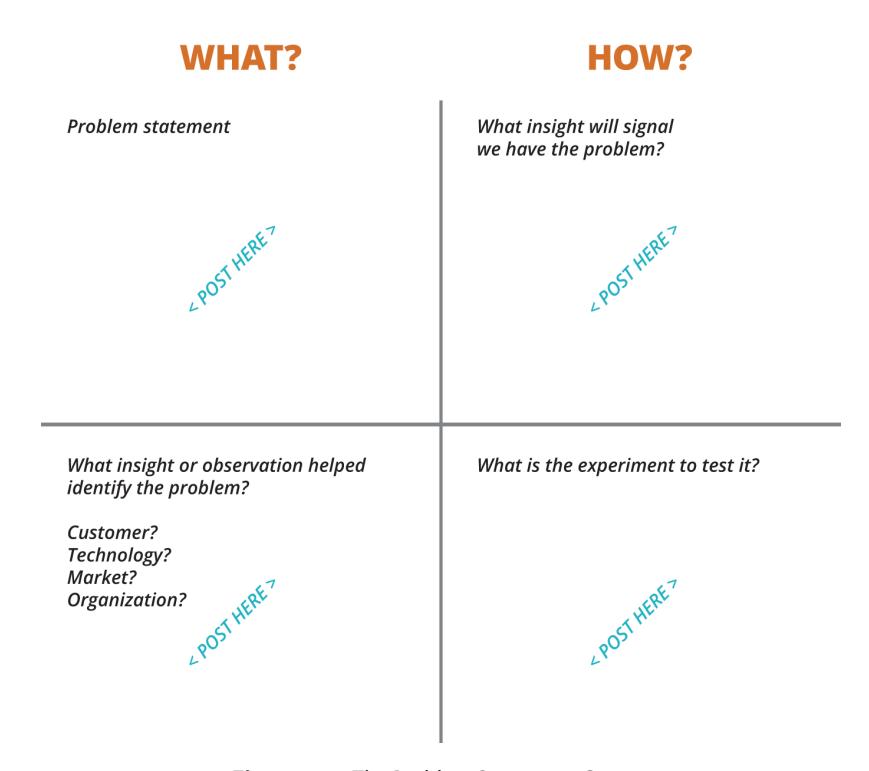 WHAT?
HOW?
Problem statement
What insight will signal
we have the problem?
< POST HERE >
< POST HERE >
What insight or observation helped
identify the problem?
Customer?
Technology?
Market?
Organization?
< POST HERE >
What is the experiment to test it?
< POST HERE >